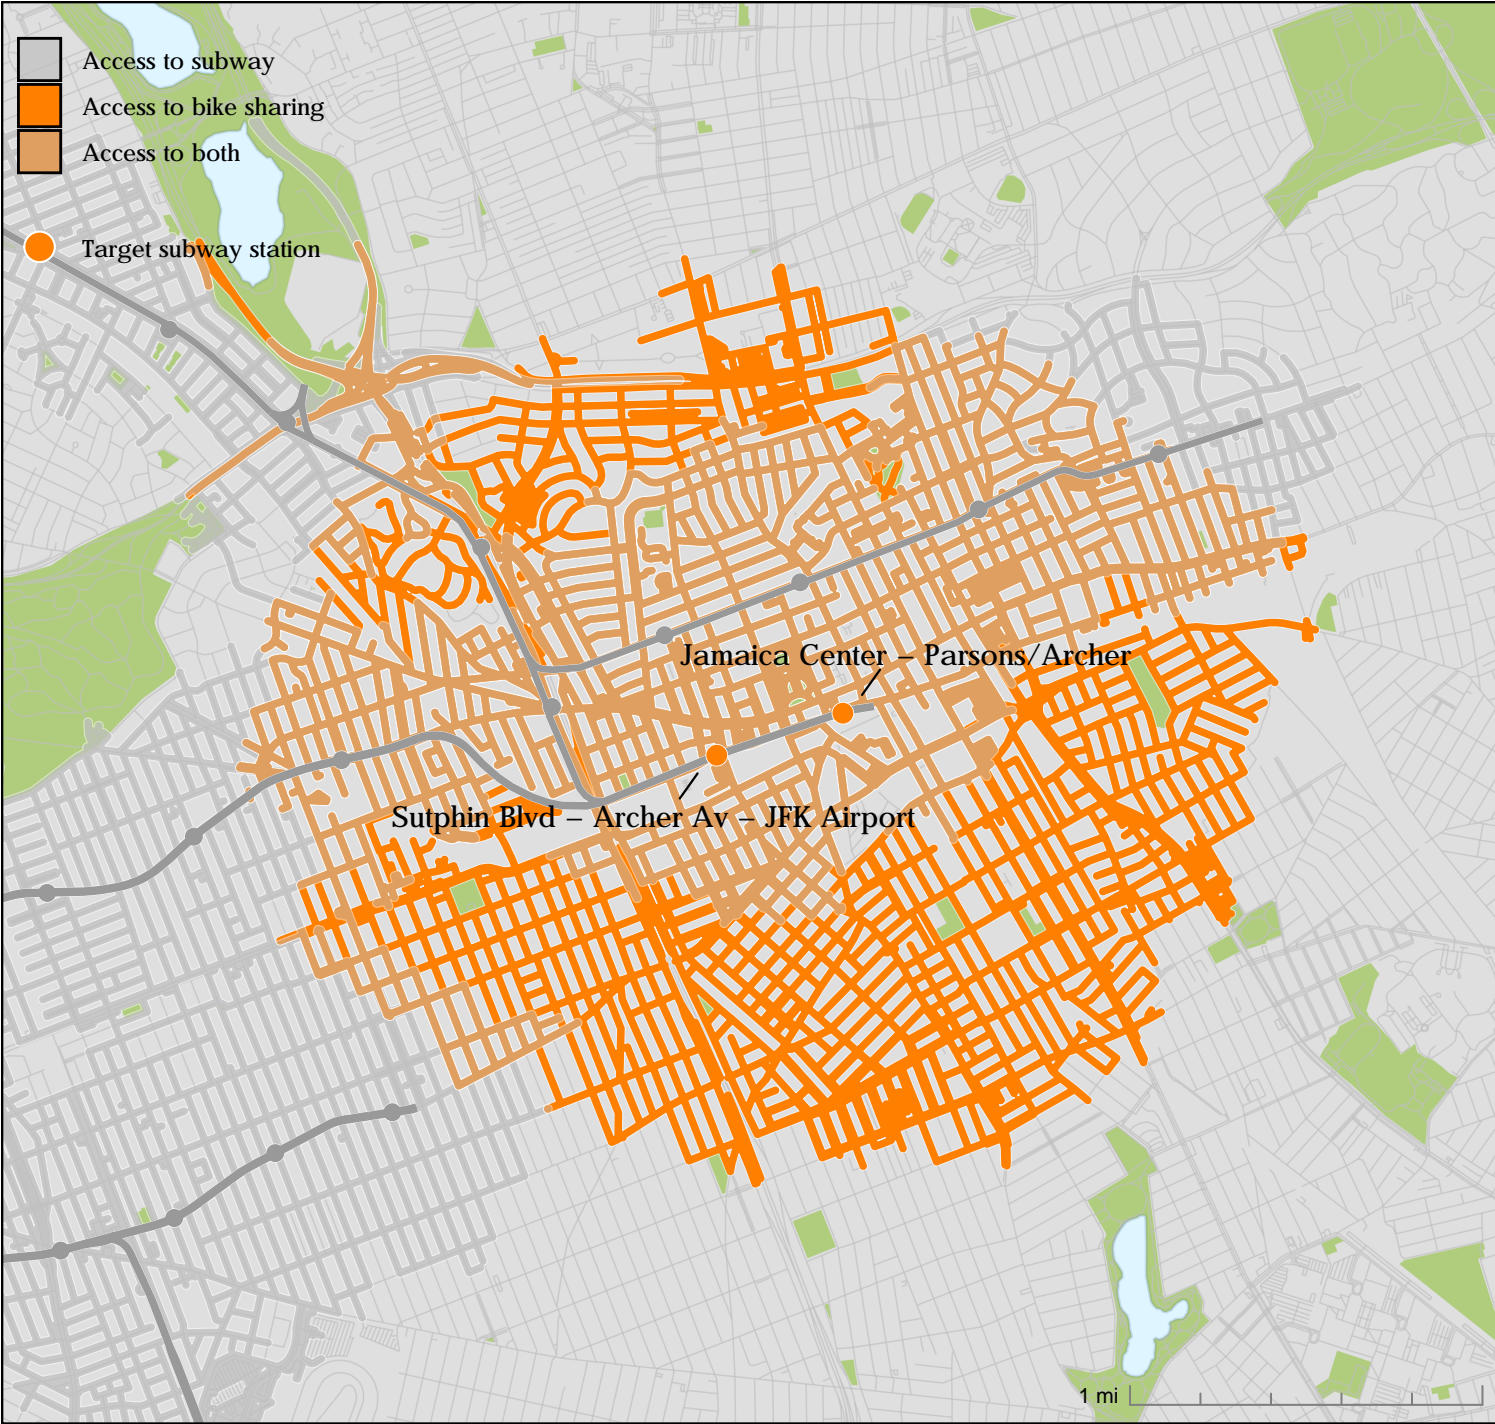 Access to subway
Access to bike sharing
Access to both
Target subway station
Jamaica Center – Parsons/Archer
Sutphin Blvd – Archer Av – JFK Airport
1 mi